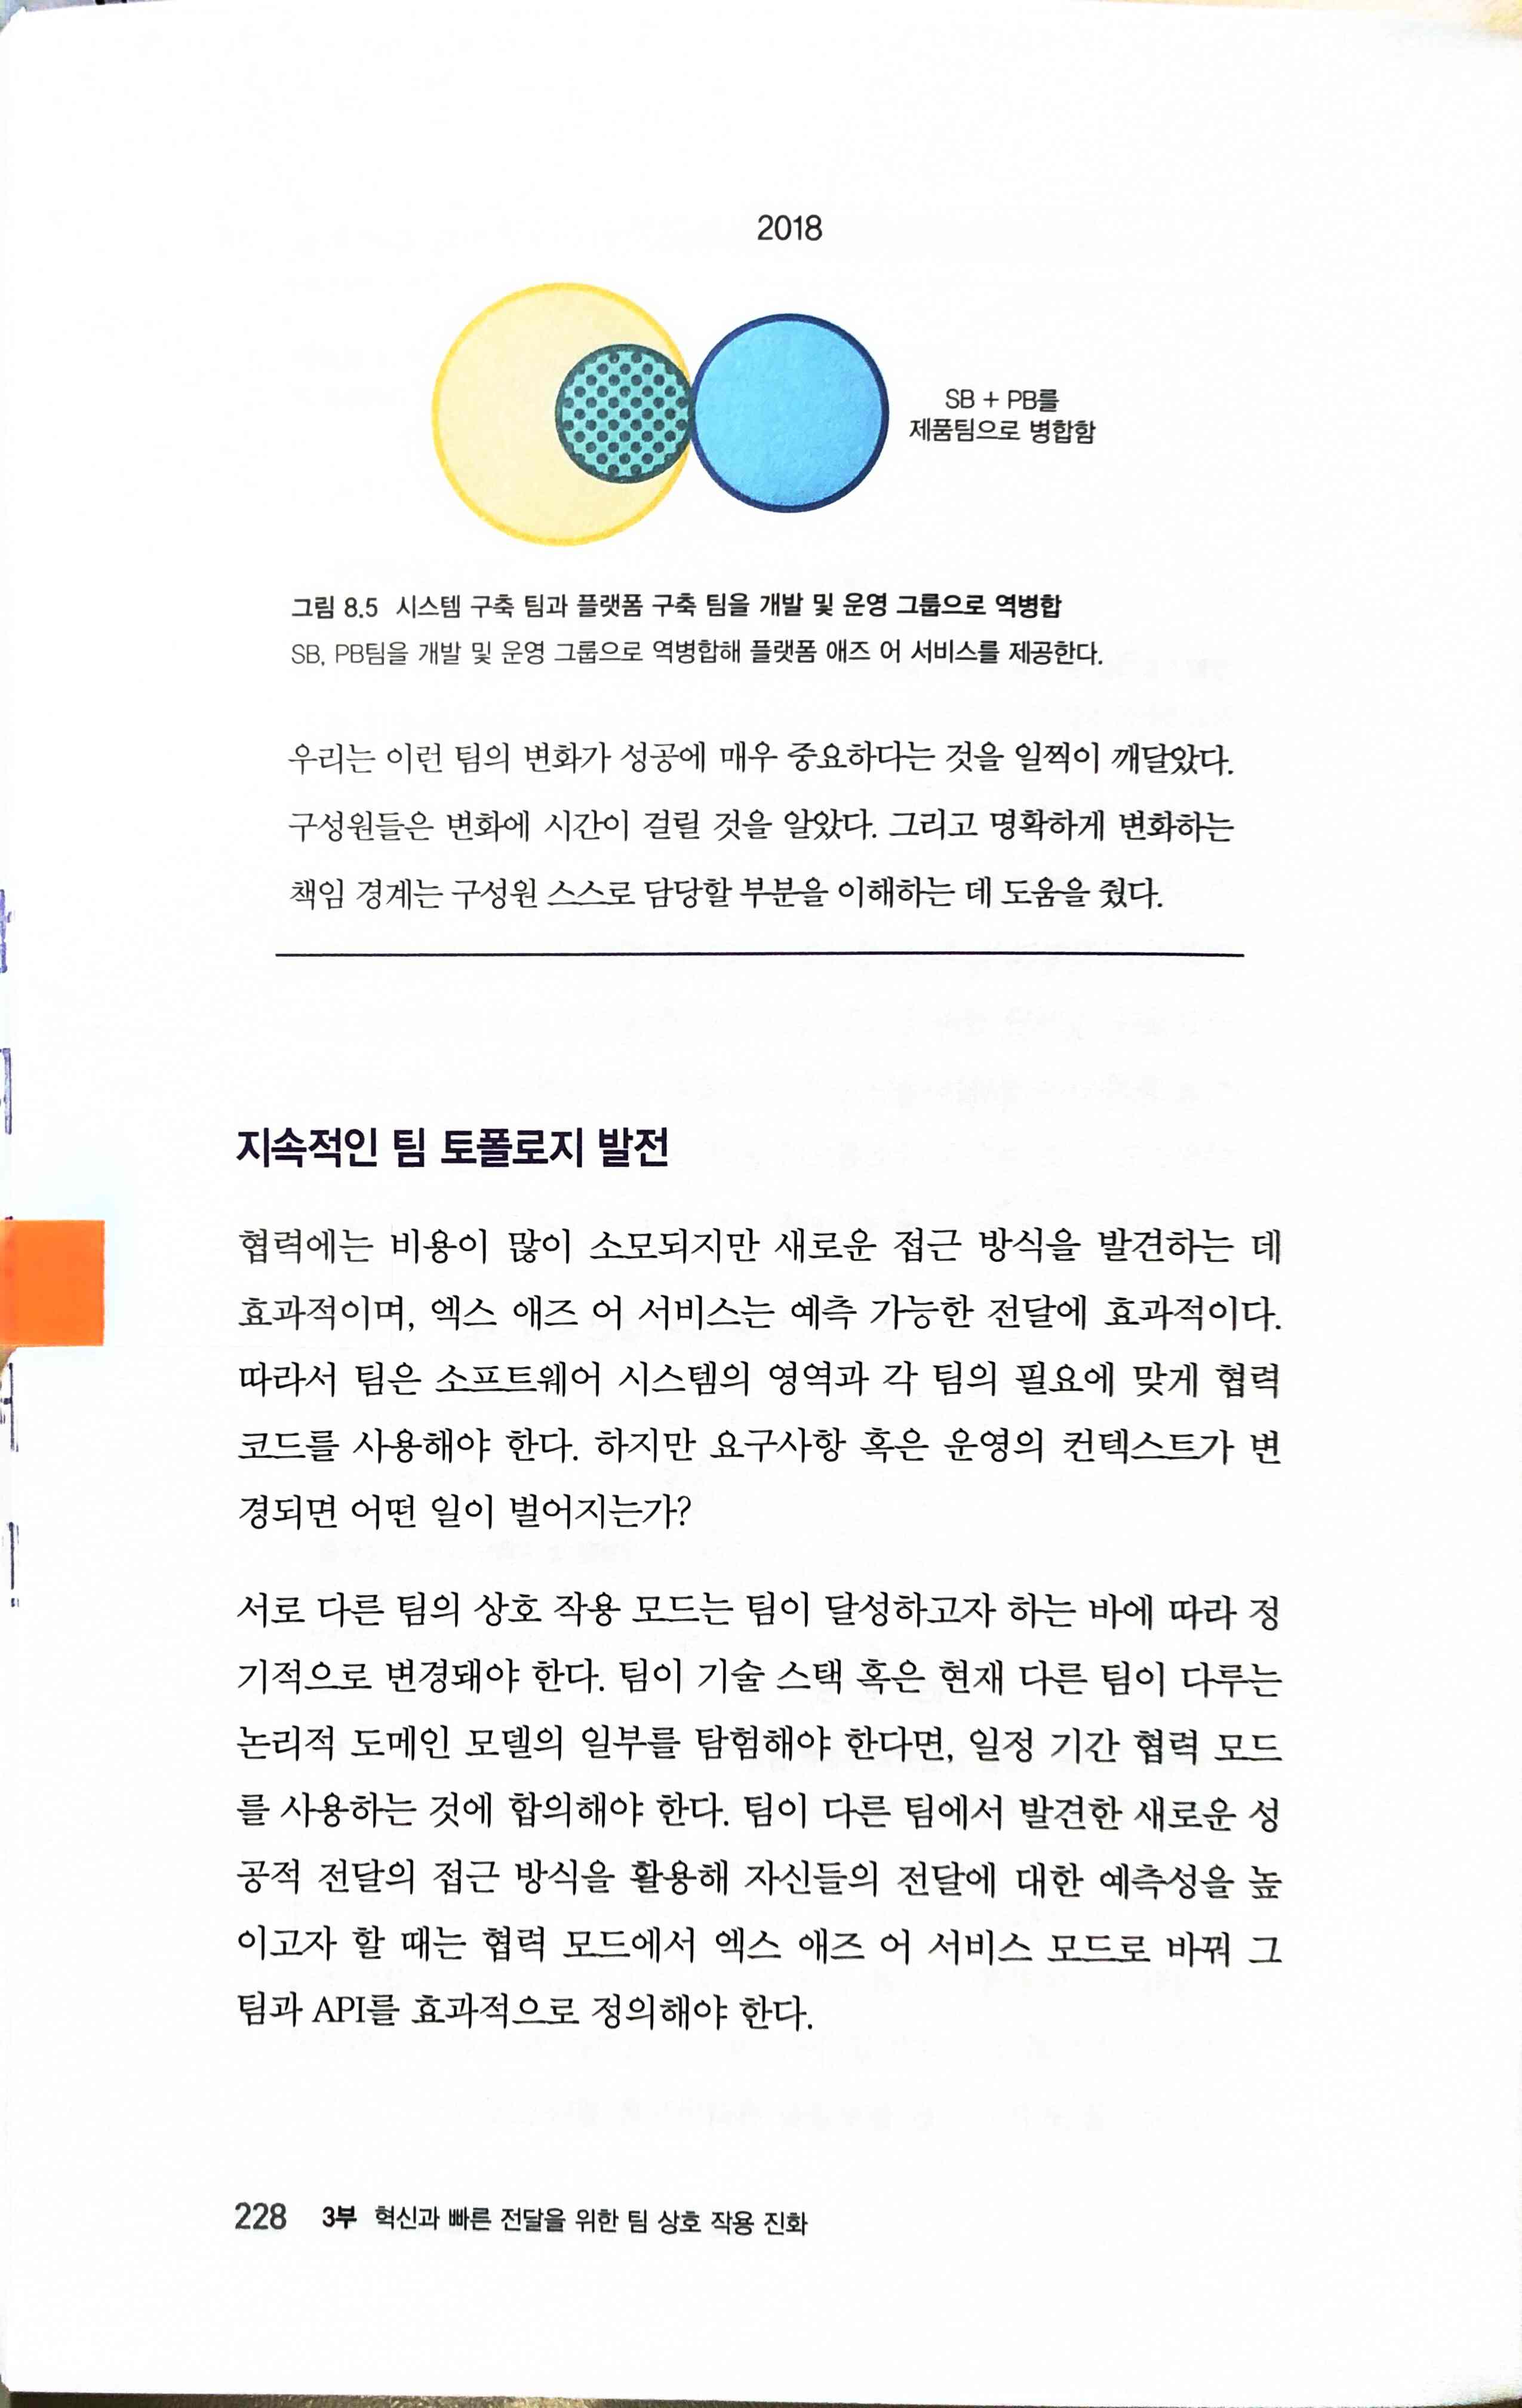 2018
SB + PB를
제품팀으로 병합함
그림 8.5 시스템 구축 팀과 플랫폼 구축 팀을 개발 및 운영 그룹으로 역병합
SB, PB팀을 개발 및 운영 그룹으로 역병합해 플랫폼 애즈 어 서비스를 제공한다.
우리는 이런 팀의 변화가 성공에 매우 중요하다는 것을 일찍이 깨달았다.
구성원들은 변화에 시간이 걸릴 것을 알았다. 그리고 명확하게 변화하는
책임 경계는 구성원 스스로 담당할 부분을 이해하는 데 도움을 줬다.
지속적인 팀 토폴로지 발전
협력에는 비용이 많이 소모되지만 새로운 접근 방식을 발견하는 데
효과적이며, 엑스 애즈 어 서비스는 예측 가능한 전달에 효과적이다.
따라서 팀은 소프트웨어 시스템의 영역과 각 팀의 필요에 맞게 협력
코드를 사용해야 한다. 하지만 요구사항 혹은 운영의 컨텍스트가 변
경되면 어떤 일이 벌어지는가?
서로 다른 팀의 상호 작용 모드는 팀이 달성하고자 하는 바에 따라 정
기적으로 변경돼야 한다. 팀이 기술 스택 혹은 현재 다른 팀이 다루는
논리적 도메인 모델의 일부를 탐험해야 한다면, 일정 기간 협력 모드
를 사용하는 것에 합의해야 한다. 팀이 다른 팀에서 발견한 새로운 성
공적 전달의 접근 방식을 활용해 자신들의 전달에 대한 예측성을 높
이고자 할 때는 협력 모드에서 엑스 애즈 어 서비스 모드로 바꿔 그
팀과 API를 효과적으로 정의해야 한다.
228 3부 혁신과 빠른 전달을 위한 팀 상호 작용 진화